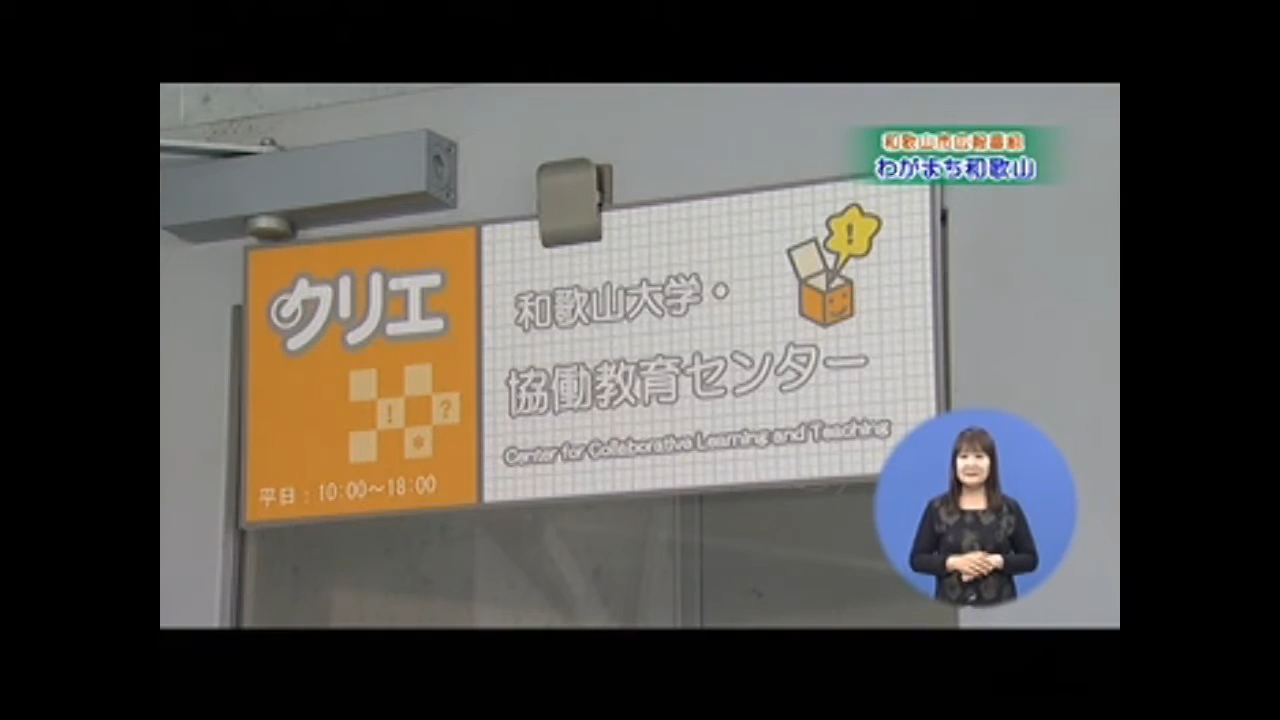 和歌山市広報番組
わがまち和歌山
クリエ
! ?
*
平日：10:00～18:00
!
和歌山大学・
協働教育センター
Center for Collaborative Learning and Teaching